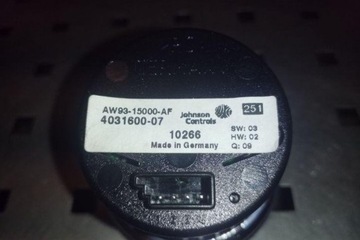 AW93-15000-AF
4031600-07
Johnson
Controls
251
10266
Made in Germany
SW: 03
HW: 02
Q: 09